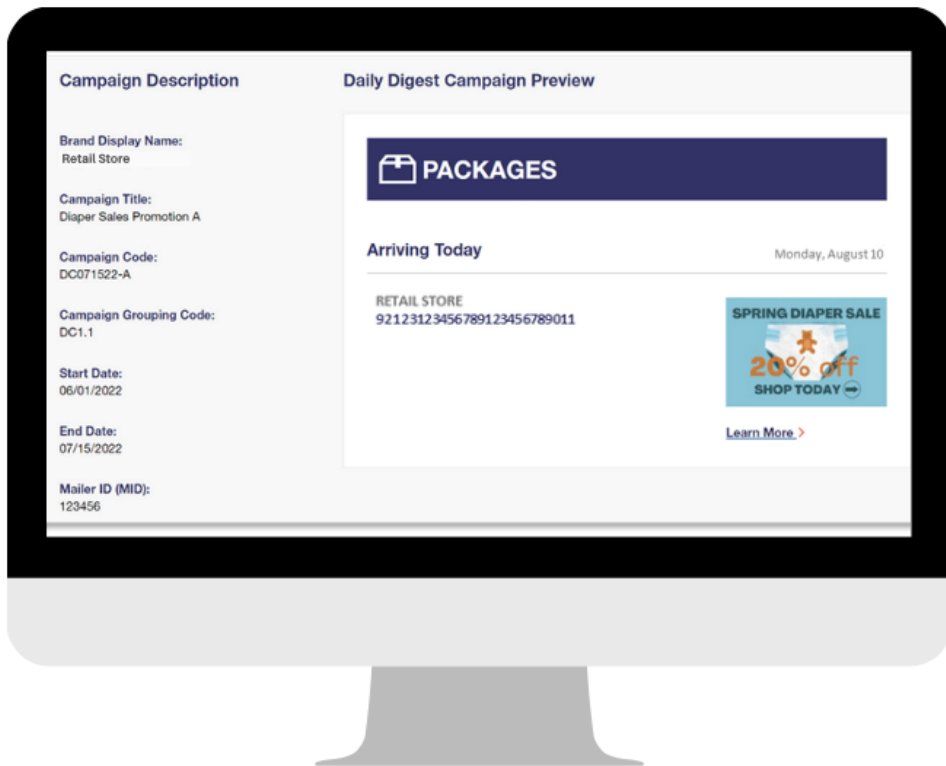 Campaign Description
Brand Display Name:
Retail Store
Campaign Title:
Diaper Sales Promotion A
Campaign Code:
DC071522-A
Campaign Grouping Code:
DC1.1
Start Date:
06/01/2022
End Date:
07/15/2022
Mailer ID (MID):
123456
Daily Digest Campaign Preview
PACKAGES
Arriving Today
Monday, August 10
RETAIL STORE
92123123456789123456789011
SPRING DIAPER SALE
20% off
SHOP TODAY
Learn More >